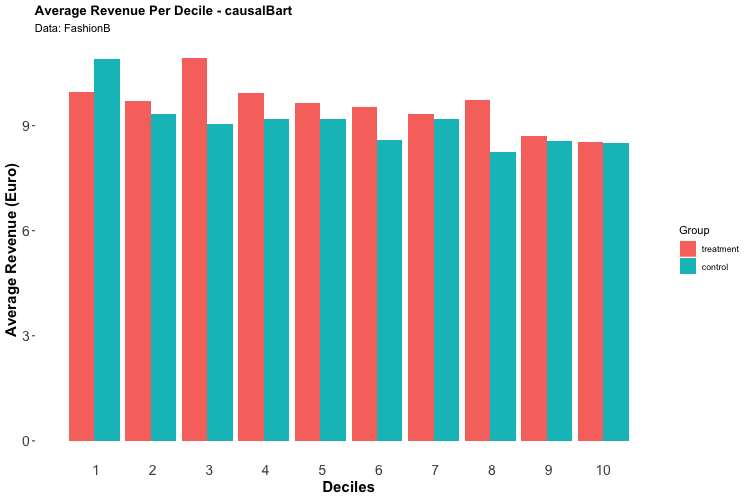 Average Revenue Per Decile - causalBart
Data: FashionB
Average Revenue (Euro)
9
6
3
0
1 2 3 4 5 6 7 8 9 10
Deciles
Group
treatment
control